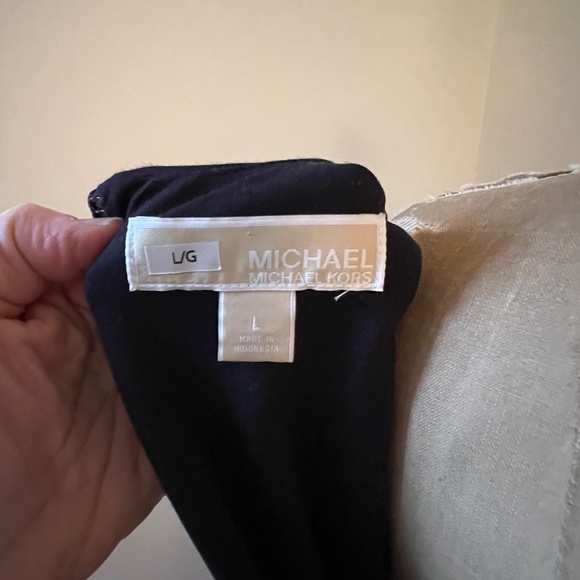 L/G
MICHAEL
MICHAEL KORS
L
MADE IN
INDONESIA